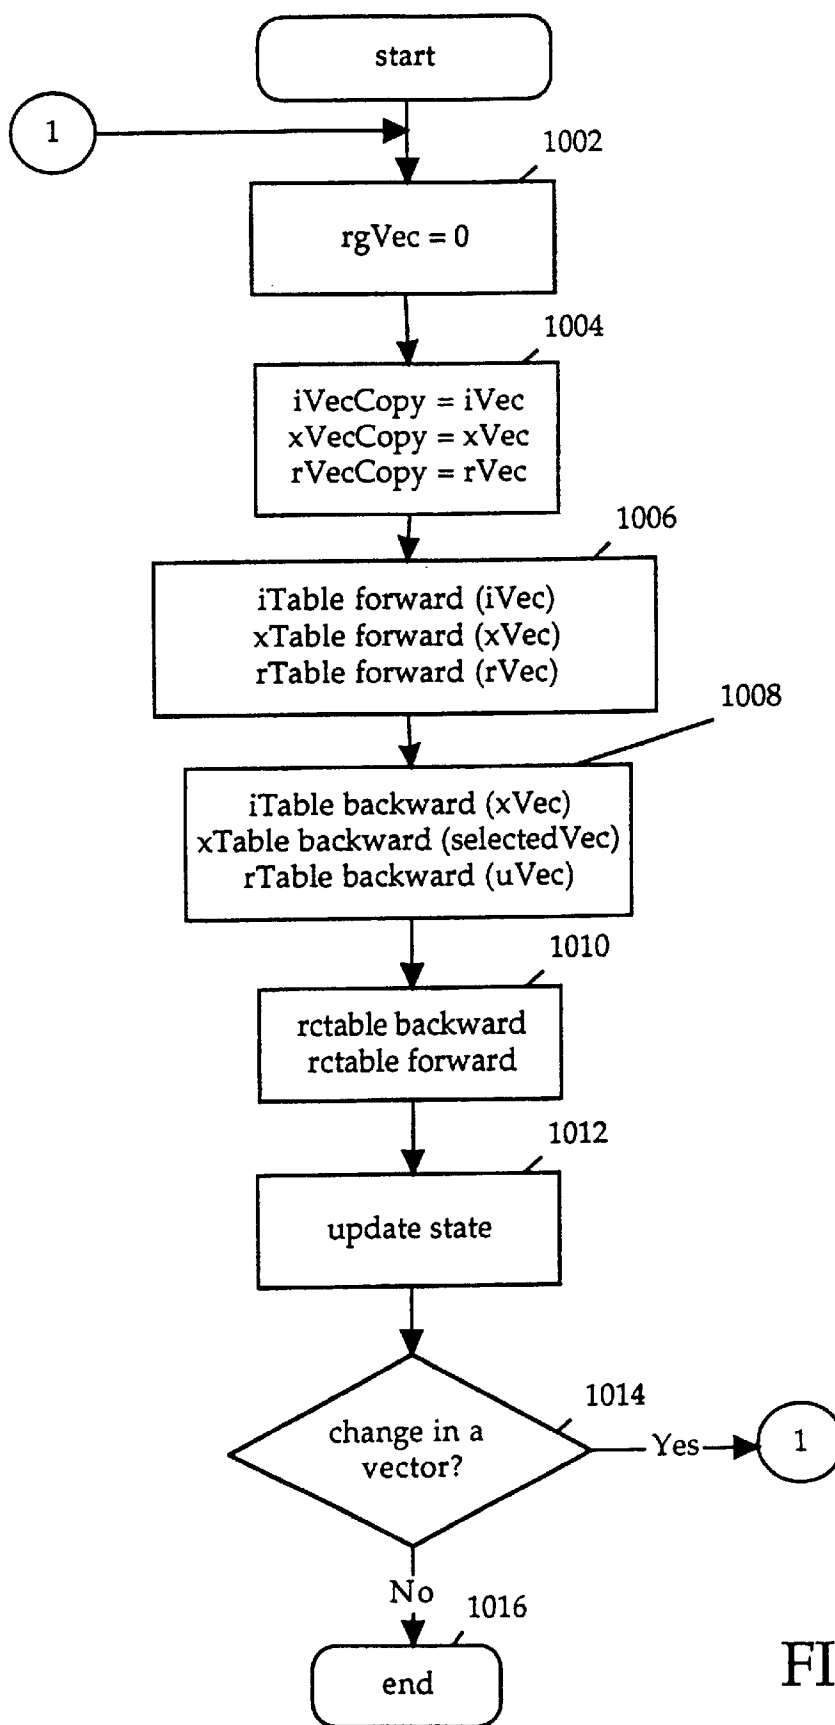 start
1
1002
rgVec = 0
1004
iVecCopy = iVec
xVecCopy = xVec
rVecCopy = rVec
1006
iTable forward (iVec)
xTable forward (xVec)
rTable forward (rVec)
1008
iTable backward (xVec)
xTable backward (selectedVec)
rTable backward (uVec)
1010
rctable backward
rctable forward
1012
update state
1014
change in a
vector?
Yes
1
No
1016
end
FI